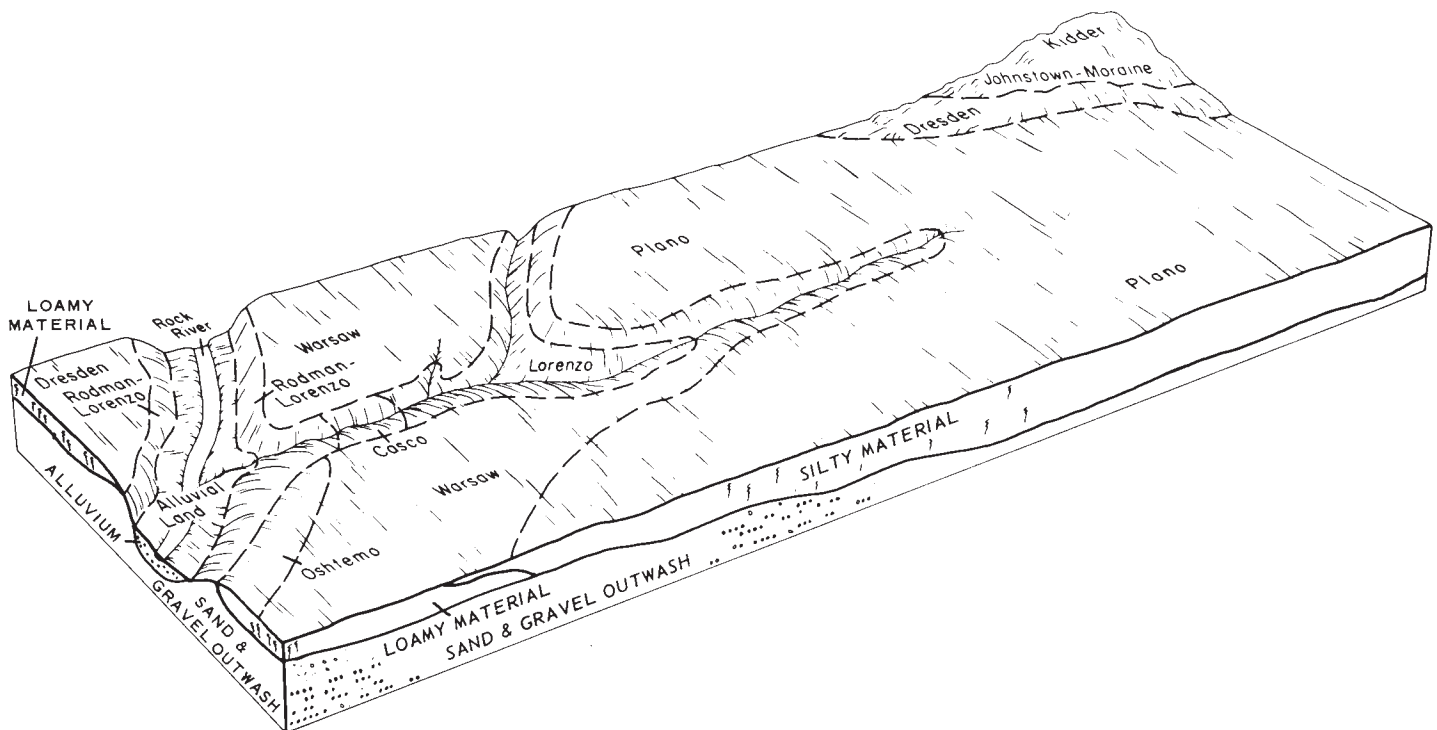 Kidder
Johnstown-Moraine
Dresden
Plano
Plano
LOAMY
MATERIAL
Rock
River
Warsaw
Dresden
Rodman-
Lorenzo
Rodman-
Lorenzo
Lorenzo
Casco
Warsaw
Alluvial
Land
Oshtemo
ALLUVIUM
SAND &
GRAVEL OUTWASH
SILTY MATERIAL
LOAMY MATERIAL
SAND & GRAVEL OUTWASH